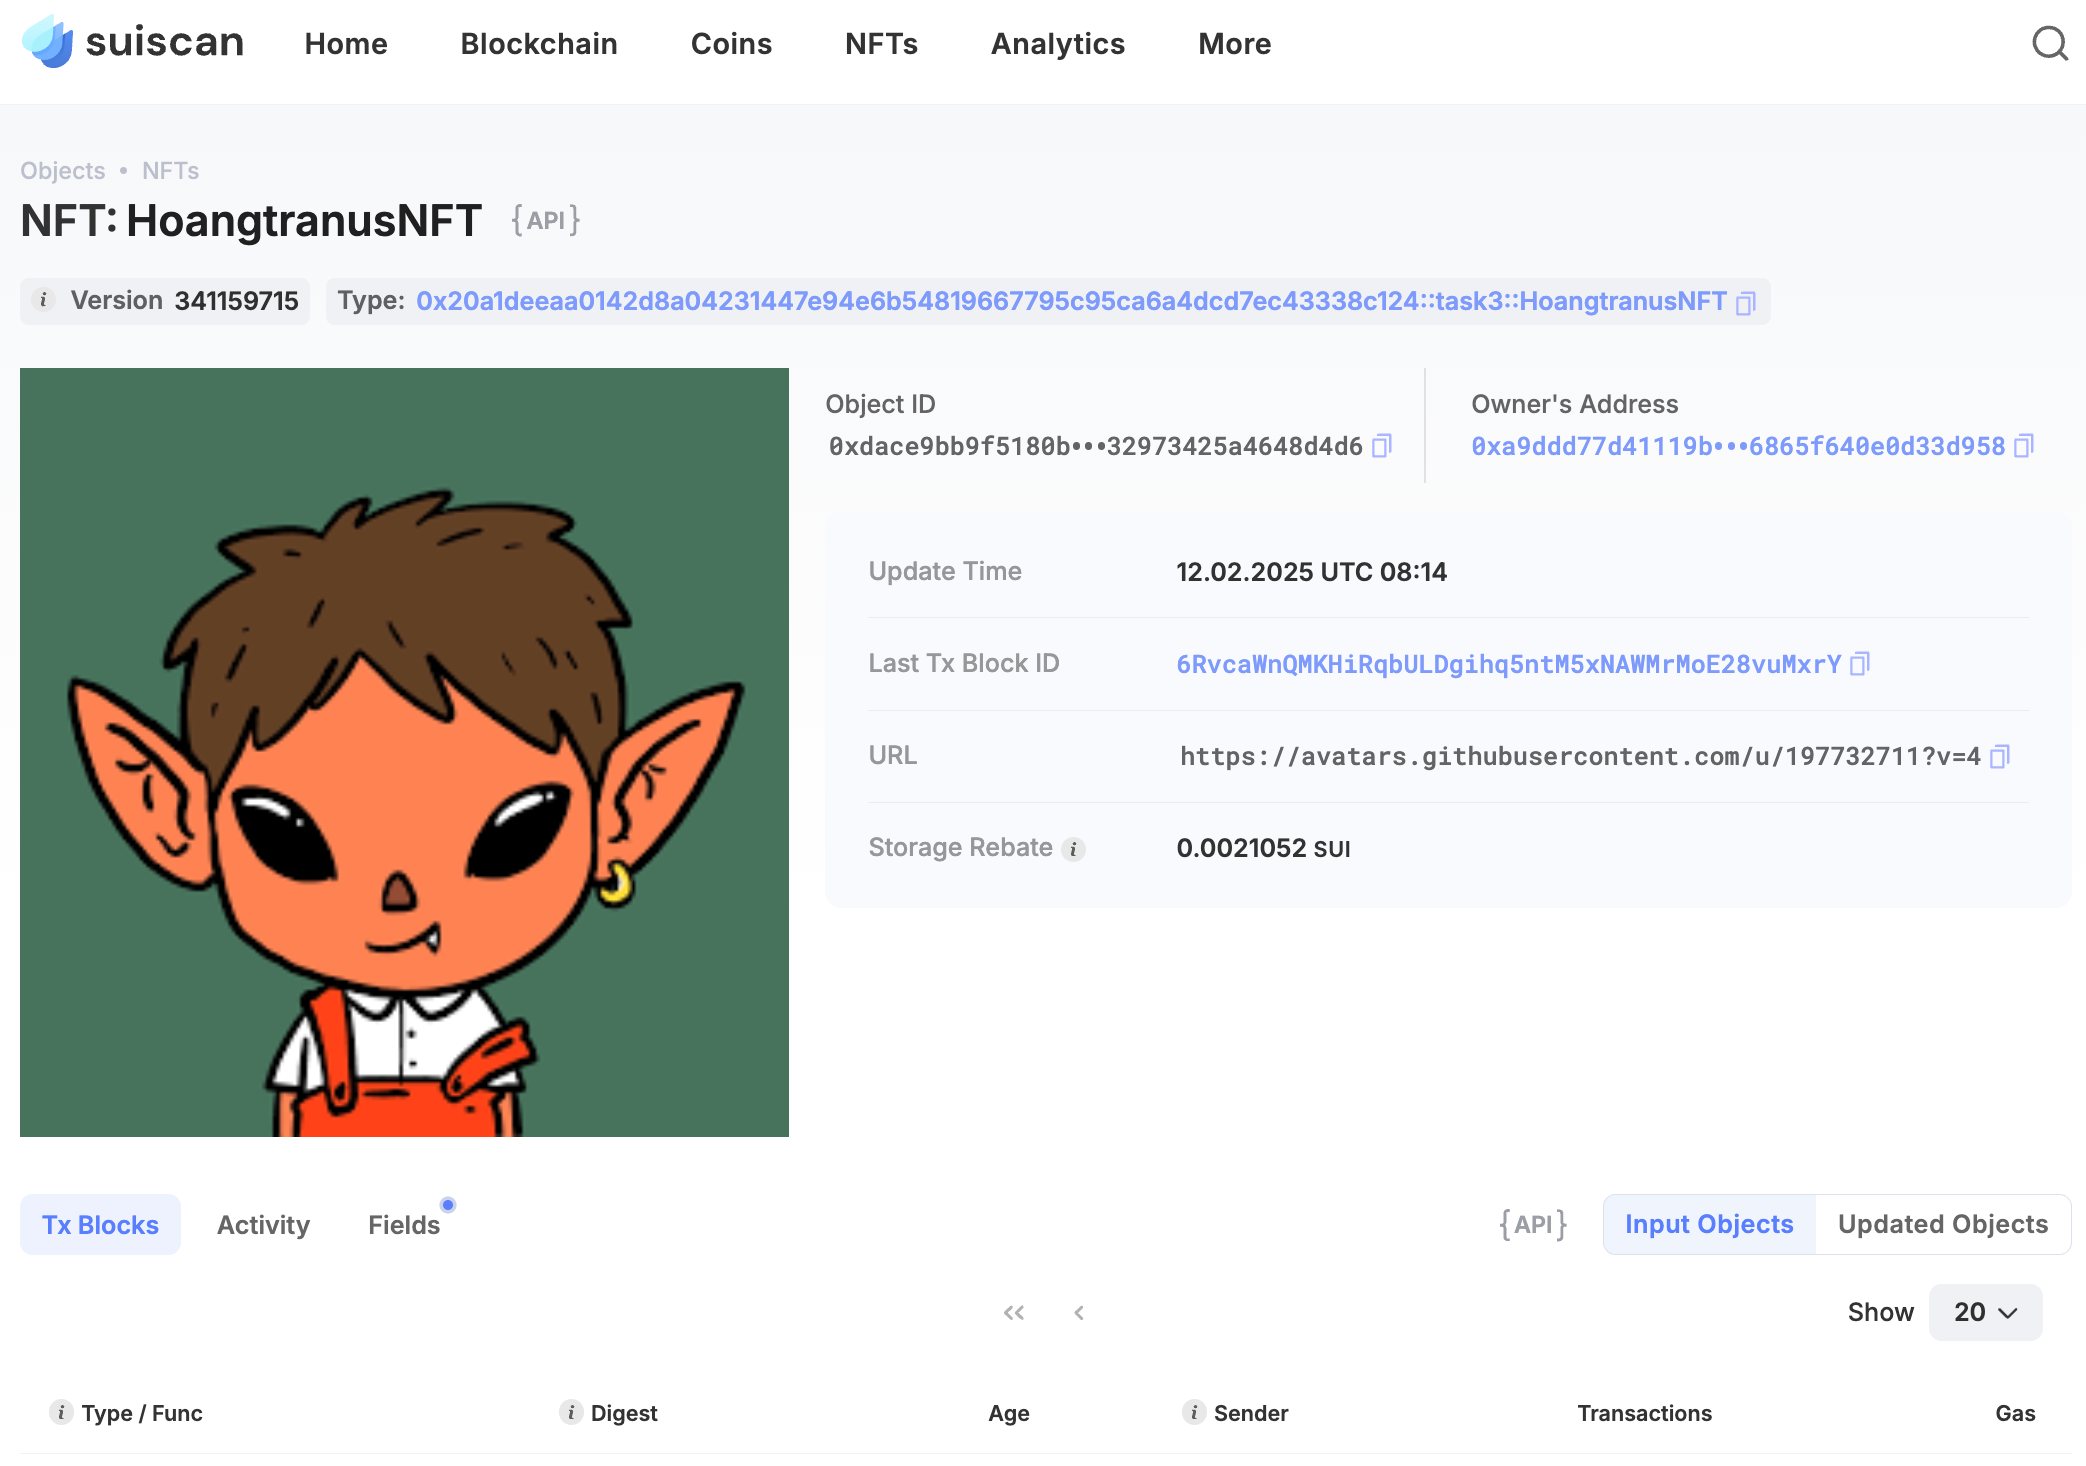 suiscan Home Blockchain Coins NFTs Analytics More
Objects • NFTs
NFT: HoangtranusNFT {API}
i Version 341159715 Type: 0x20a1deeaa0142d8a04231447e94e6b54819667795c95ca6a4dcd7ec43338c124::task3::HoangtranusNFT
Object ID
0xdace9bb9f5180b•••32973425a4648d4d6
Owner's Address
0xa9ddd77d41119b•••6865f640e0d33d958
Update Time 12.02.2025 UTC 08:14
Last Tx Block ID 6RvcaWnQMKHiRqbULDgihq5ntM5xNAWMrMoE28vuMxrY
URL https://avatars.githubusercontent.com/u/197732711?v=4
Storage Rebate i 0.0021052 SUI
Tx Blocks Activity Fields {API} Input Objects Updated Objects
Show 20
i Type / Func i Digest Age i Sender Transactions Gas